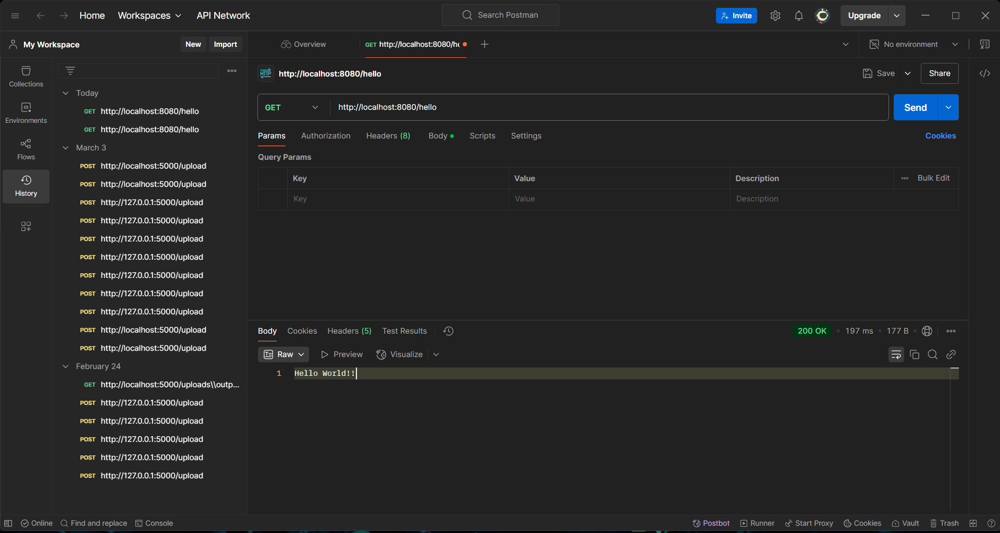 Home Workspaces API Network Search Postman Invite Upgrade
My Workspace New Import Overview GET http://localhost:8080/he No environment
Collections
Environments
Flows
History
Today
GET http://localhost:8080/hello
GET http://localhost:8080/hello
March 3
POST http://localhost:5000/upload
POST http://localhost:5000/upload
POST http://127.0.0.1:5000/upload
POST http://127.0.0.1:5000/upload
POST http://127.0.0.1:5000/upload
POST http://127.0.0.1:5000/upload
POST http://127.0.0.1:5000/upload
POST http://127.0.0.1:5000/upload
POST http://127.0.0.1:5000/upload
POST http://localhost:5000/upload
POST http://localhost:5000/upload
February 24
GET http://localhost:5000/uploads\\outp...
POST http://127.0.0.1:5000/upload
POST http://127.0.0.1:5000/upload
POST http://127.0.0.1:5000/upload
POST http://127.0.0.1:5000/upload
POST http://127.0.0.1:5000/upload
HTTP http://localhost:8080/hello Save Share </>
GET http://localhost:8080/hello Send
Params Authorization Headers (8) Body Scripts Settings Cookies
Query Params
Key Value Description Bulk Edit
Key Value Description
Body Cookies Headers (5) Test Results 200 OK 197 ms 177 B
Raw Preview Visualize
1 Hello World!!
Online Find and replace Console Postbot Runner Start Proxy Cookies Vault Trash